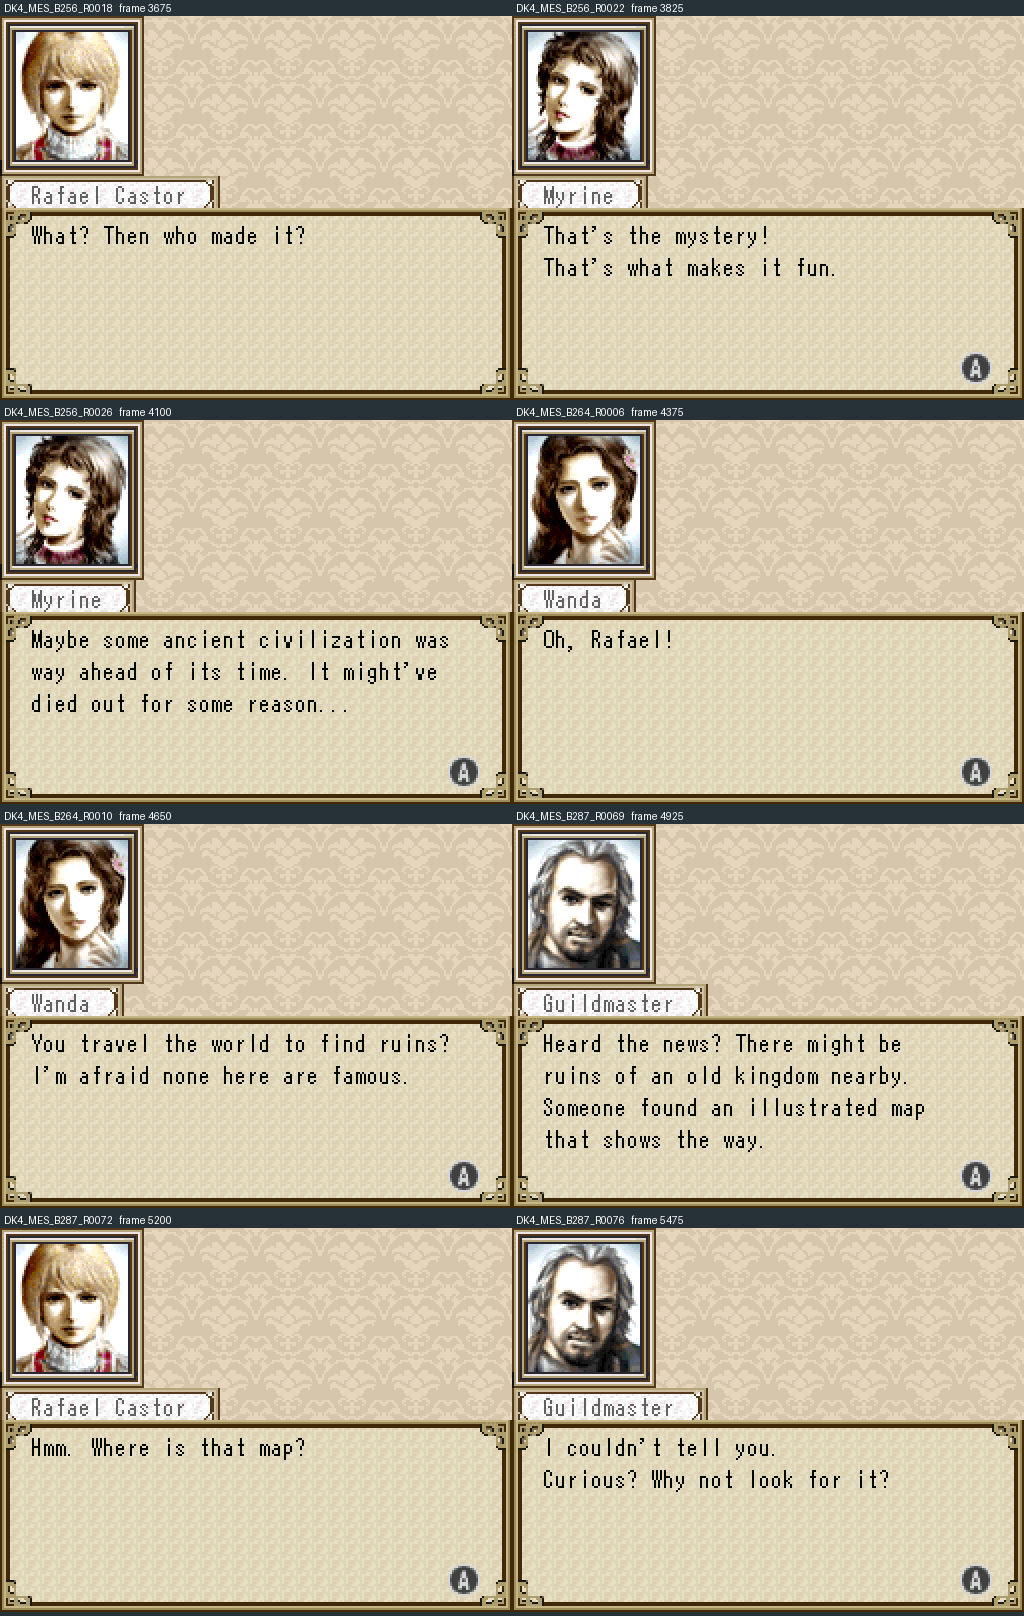 DK4_MES_B256_R0018 frame 3675
Rafael Castor
What? Then who made it?
DK4_MES_B256_R0022 frame 3825
Myrine
That's the mystery!
That's what makes it fun.
A
DK4_MES_B256_R0026 frame 4100
Myrine
Maybe some ancient civilization was
way ahead of its time. It might've
died out for some reason...
A
DK4_MES_B264_R0006 frame 4375
Wanda
Oh, Rafael!
A
DK4_MES_B264_R0010 frame 4650
Wanda
You travel the world to find ruins?
I'm afraid none here are famous.
A
DK4_MES_B287_R0069 frame 4925
Guildmaster
Heard the news? There might be
ruins of an old kingdom nearby.
Someone found an illustrated map
that shows the way.
A
DK4_MES_B287_R0072 frame 5200
Rafael Castor
Hmm. Where is that map?
A
DK4_MES_B287_R0076 frame 5475
Guildmaster
I couldn't tell you.
Curious? Why not look for it?
A